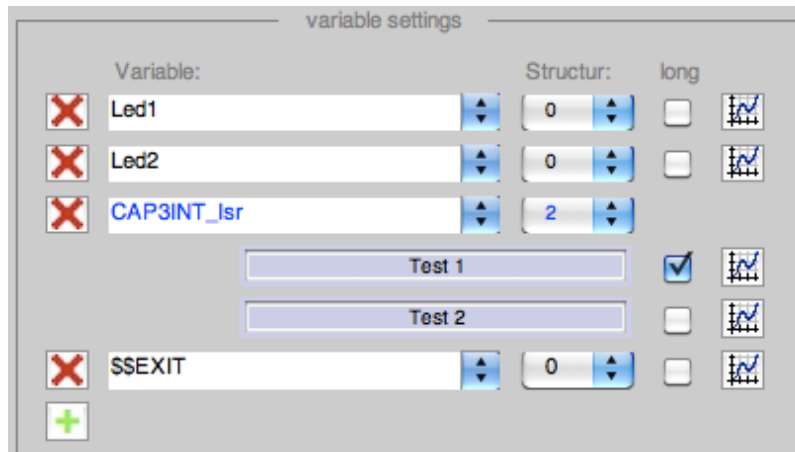 variable settings
Variable: Structur: long
Led1 0
Led2 0
CAP3INT_Isr 2
Test 1
Test 2
$$EXIT 0